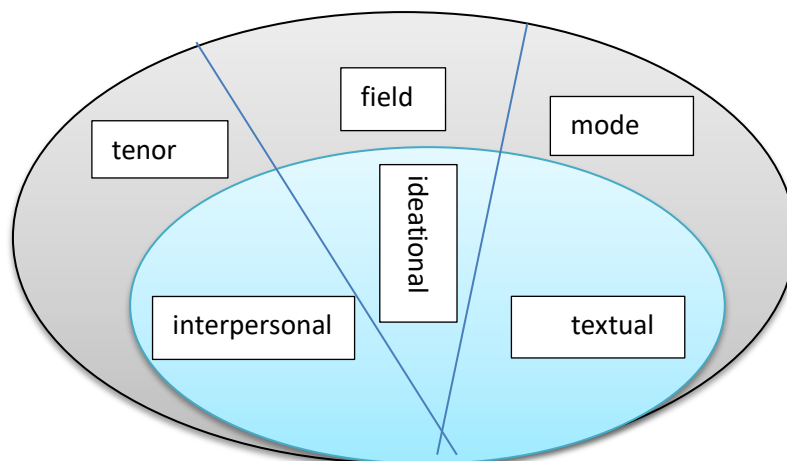 field
mode
tenor
ideational
interpersonal
textual